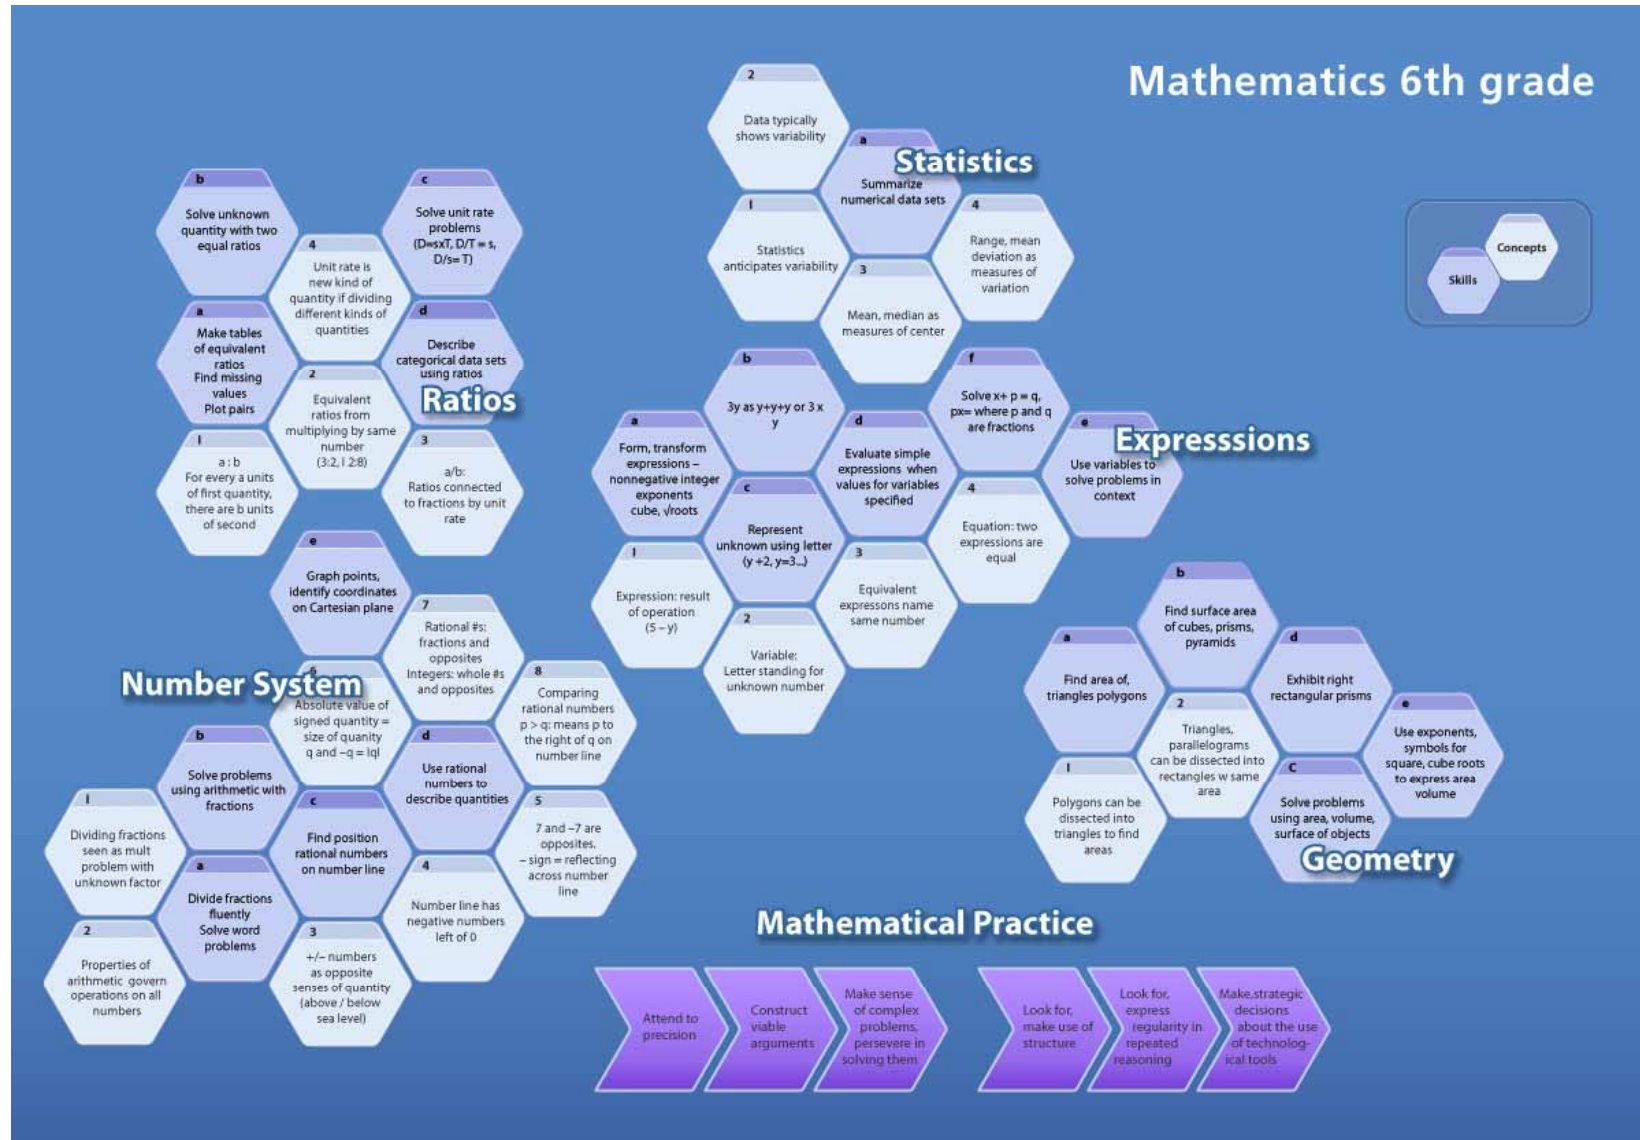 Mathematics 6th grade
Statistics
2
Data typically
shows variability
a
Summarize
numerical data sets
I
Statistics
anticipates variability
4
Range, mean
deviation as
measures of
variation
3
Mean, median as
measures of center
Concepts
Skills
Ratios
b
Solve unknown
quantity with two
equal ratios
c
Solve unit rate
problems
(D=sxT, D/T = s,
D/s= T)
4
Unit rate is
new kind of
quantity if dividing
different kinds of
quantities
a
Make tables
of equivalent
ratios
Find missing
values
Plot pairs
d
Describe
categorical data sets
using ratios
2
Equivalent
ratios from
multiplying by same
number
(3:2, I 2:8)
I
a : b
For every a units
of first quantity,
there are b units
of second
3
a/b:
Ratios connected
to fractions by unit
rate
Expresssions
b
3y as y+y+y or 3 x
y
f
Solve x+ p = q,
px= where p and q
are fractions
a
Form, transform
expressions –
nonnegative integer
exponents
cube, √roots
d
Evaluate simple
expressions when
values for variables
specified
e
Use variables to
solve problems in
context
c
Represent
unknown using letter
(y +2, y=3...)
4
Equation: two
expressions are
equal
I
Expression: result
of operation
(5 – y)
3
Equivalent
expressons name
same number
2
Variable:
Letter standing for
unknown number
Number System
e
Graph points,
identify coordinates
on Cartesian plane
7
Rational #s:
fractions and
opposites
Integers: whole #s
and opposites
6
Absolute value of
signed quantity =
size of quanity
q and –q = IqI
8
Comparing
rational numbers
p > q: means p to
the right of q on
number line
b
Solve problems
using arithmetic with
fractions
d
Use rational
numbers to
describe quantities
I
Dividing fractions
seen as mult
problem with
unknown factor
c
Find position
rational numbers
on number line
5
7 and –7 are
opposites.
– sign = reflecting
across number
line
a
Divide fractions
fluently
Solve word
problems
4
Number line has
negative numbers
left of 0
2
Properties of
arithmetic govern
operations on all
numbers
3
+/– numbers
as opposite
senses of quantity
(above / below
sea level)
Geometry
b
Find surface area
of cubes, prisms,
pyramids
a
Find area of,
triangles polygons
d
Exhibit right
rectangular prisms
2
Triangles,
parallelograms
can be dissected into
rectangles w same
area
e
Use exponents,
symbols for
square, cube roots
to express area
volume
I
Polygons can be
dissected into
triangles to find
areas
C
Solve problems
using area, volume,
surface of objects
Mathematical Practice
Attend to
precision
Construct
viable
arguments
Make sense
of complex
problems,
persevere in
solving them
Look for,
make use of
structure
Look for,
express
regularity in
repeated
reasoning
Make,strategic
decisions
about the use
of technolog-
ical tools